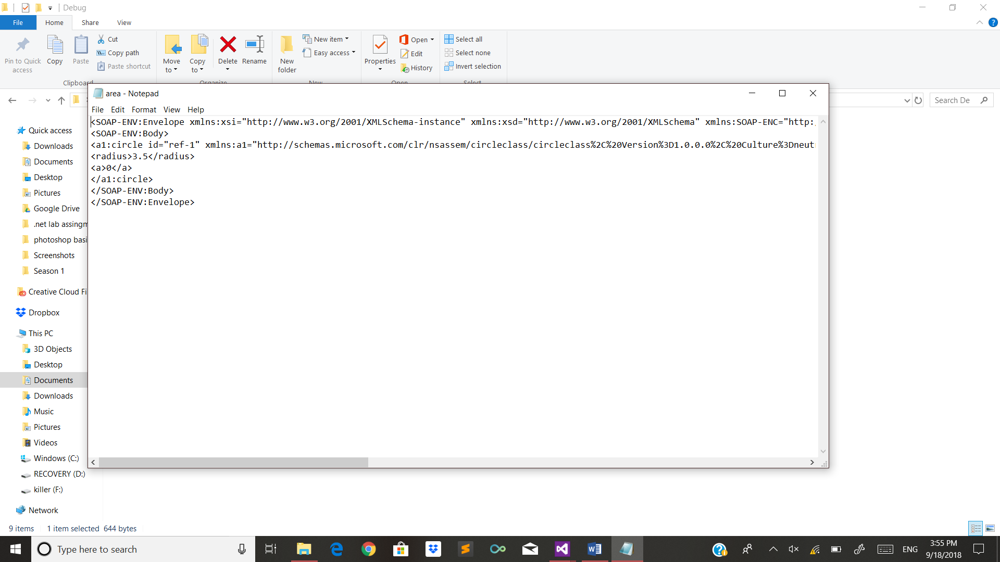 Debug
File Home Share View
Pin to Quick access
Copy
Paste
Cut
Copy path
Paste shortcut
Clipboard
Move to
Copy to
Delete
Rename
Organize
New folder
New item
Easy access
New
Properties
Open
Edit
History
Open
Select all
Select none
Invert selection
Select
Search De
area - Notepad
File Edit Format View Help
<SOAP-ENV:Envelope xmlns:xsi="http://www.w3.org/2001/XMLSchema-instance" xmlns:xsd="http://www.w3.org/2001/XMLSchema" xmlns:SOAP-ENC="http:
<SOAP-ENV:Body>
<a1:circle id="ref-1" xmlns:a1="http://schemas.microsoft.com/clr/nsassem/circleclass/circleclass%2C%20Version%3D1.0.0.0%2C%20Culture%3Dneut
<radius>3.5</radius>
<a>0</a>
</a1:circle>
</SOAP-ENV:Body>
</SOAP-ENV:Envelope>
Quick access
Downloads
Documents
Desktop
Pictures
Google Drive
.net lab assingm
photoshop basi
Screenshots
Season 1
Creative Cloud Fi
Dropbox
This PC
3D Objects
Desktop
Documents
Downloads
Music
Pictures
Videos
Windows (C:)
RECOVERY (D:)
killer (F:)
Network
9 items 1 item selected 644 bytes
Type here to search
ENG
3:55 PM
9/18/2018